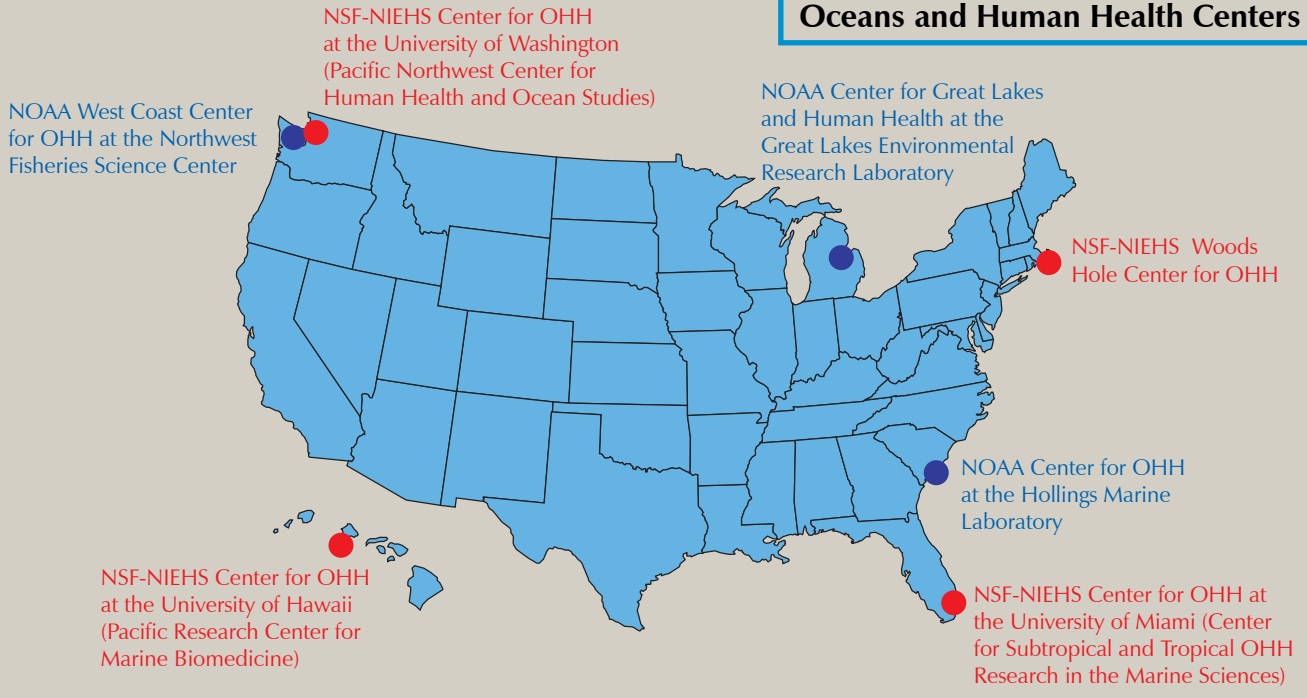 Oceans and Human Health Centers
NSF-NIEHS Center for OHH
at the University of Washington
(Pacific Northwest Center for
Human Health and Ocean Studies)
NOAA West Coast Center
for OHH at the Northwest
Fisheries Science Center
NOAA Center for Great Lakes
and Human Health at the
Great Lakes Environmental
Research Laboratory
NSF-NIEHS Woods
Hole Center for OHH
NOAA Center for OHH
at the Hollings Marine
Laboratory
NSF-NIEHS Center for OHH
at the University of Hawaii
(Pacific Research Center for
Marine Biomedicine)
NSF-NIEHS Center for OHH at
the University of Miami (Center
for Subtropical and Tropical OHH
Research in the Marine Sciences)